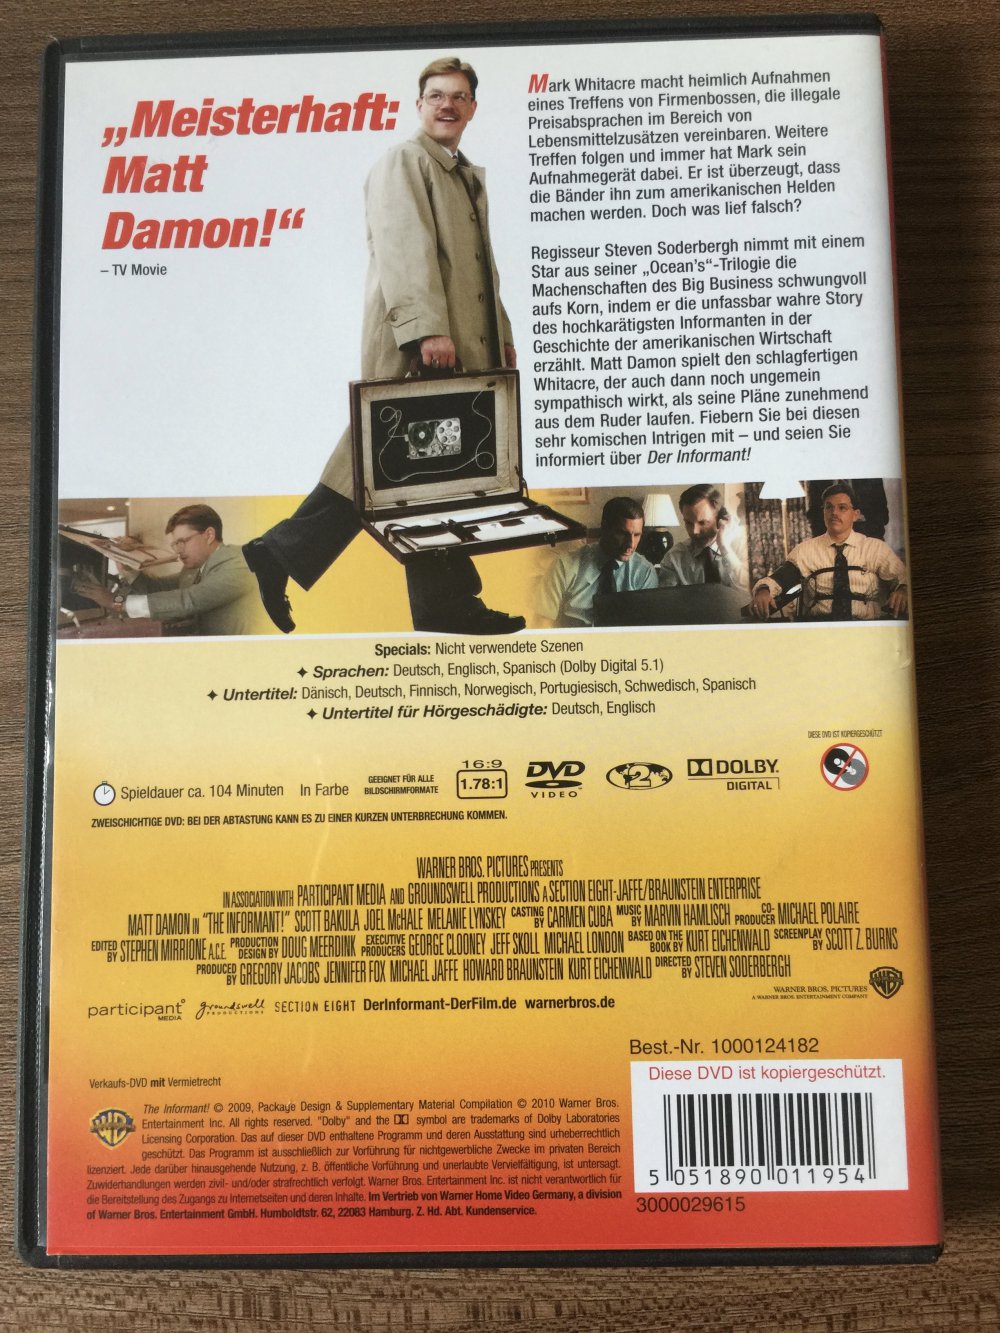 „Meisterhaft:
Matt
Damon!“
– TV Movie
Mark Whitacre macht heimlich Aufnahmen
eines Treffens von Firmenbossen, die illegale
Preisabsprachen im Bereich von
Lebensmittelzusätzen vereinbaren. Weitere
Treffen folgen und immer hat Mark sein
Aufnahmegerät dabei. Er ist überzeugt, dass
die Bänder ihn zum amerikanischen Helden
machen werden. Doch was lief falsch?
Regisseur Steven Soderbergh nimmt mit einem
Star aus seiner „Ocean's“-Trilogie die
Machenschaften des Big Business schwungvoll
aufs Korn, indem er die unfassbar wahre Story
des hochkarätigsten Informanten in der
Geschichte der amerikanischen Wirtschaft
erzählt. Matt Damon spielt den schlagfertigen
Whitacre, der auch dann noch ungemein
sympathisch wirkt, als seine Pläne zunehmend
aus dem Ruder laufen. Fiebern Sie bei diesen
sehr komischen Intrigen mit – und seien Sie
informiert über Der Informant!
Specials: Nicht verwendete Szenen
✦ Sprachen: Deutsch, Englisch, Spanisch (Dolby Digital 5.1)
✦ Untertitel: Dänisch, Deutsch, Finnisch, Norwegisch, Portugiesisch, Schwedisch, Spanisch
✦ Untertitel für Hörgeschädigte: Deutsch, Englisch
DIESE DVD IST KOPIERGESCHÜTZT
Spieldauer ca. 104 Minuten In Farbe
GEEIGNET FÜR ALLE
BILDSCHIRMFORMATE
16:9
1.78:1
DVD
VIDEO
2
DOLBY
DIGITAL
ZWEISCHICHTIGE DVD: BEI DER ABTASTUNG KANN ES ZU EINER KURZEN UNTERBRECHUNG KOMMEN.
WARNER BROS. PICTURES PRESENTS
IN ASSOCIATION WITH PARTICIPANT MEDIA AND GROUNDSWELL PRODUCTIONS A SECTION EIGHT-JAFFE/BRAUNSTEIN ENTERPRISE
MATT DAMON IN "THE INFORMANT!" SCOTT BAKULA JOEL McHALE MELANIE LYNSKEY CASTING BY CARMEN CUBA MUSIC BY MARVIN HAMLISCH CO-PRODUCER MICHAEL POLAIRE
EDITED BY STEPHEN MIRRIONE A.C.E. PRODUCTION DESIGN BY DOUG MEERDINK EXECUTIVE PRODUCERS GEORGE CLOONEY JEFF SKOLL MICHAEL LONDON BASED ON THE BOOK BY KURT EICHENWALD SCREENPLAY BY SCOTT Z. BURNS
PRODUCED BY GREGORY JACOBS JENNIFER FOX MICHAEL JAFFE HOWARD BRAUNSTEIN KURT EICHENWALD DIRECTED BY STEVEN SODERBERGH
participant
MEDIA
groundswell
PRODUCTIONS
SECTION EIGHT DerInformant-DerFilm.de warnerbros.de
WARNER BROS. PICTURES
A WARNER BROS. ENTERTAINMENT COMPANY
Best.-Nr. 1000124182
Diese DVD ist kopiergeschützt.
5 051890 011954
3000029615
Verkaufs-DVD mit Vermietrecht
The Informant! © 2009, Package Design & Supplementary Material Compilation © 2010 Warner Bros.
Entertainment Inc. All rights reserved. "Dolby" and the symbol are trademarks of Dolby Laboratories
Licensing Corporation. Das auf dieser DVD enthaltene Programm und deren Ausstattung sind urheberrechtlich
geschützt. Das Programm ist ausschließlich zur Vorführung für nichtgewerbliche Zwecke im privaten Bereich
lizenziert. Jede darüber hinausgehende Nutzung, z. B. öffentliche Vorführung und unerlaubte Vervielfältigung, ist untersagt.
Zuwiderhandlungen werden zivil- und/oder strafrechtlich verfolgt. Warner Bros. Entertainment Inc. ist nicht verantwortlich für
die Bereitstellung des Zugangs zu Internetseiten und deren Inhalte. Im Vertrieb von Warner Home Video Germany, a division
of Warner Bros. Entertainment GmbH. Humboldtstr. 62, 22083 Hamburg. Z. Hd. Abt. Kundenservice.